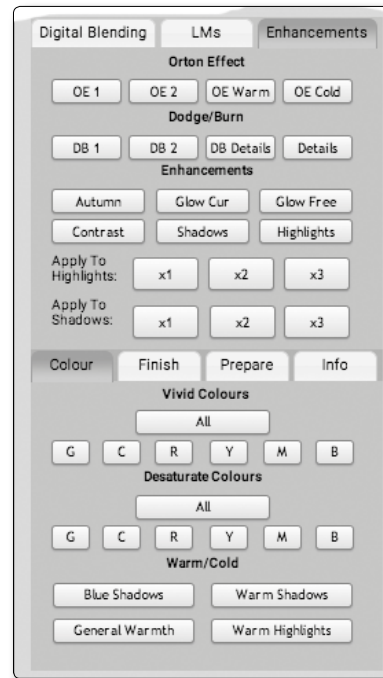 Digital Blending LMs Enhancements
Orton Effect
OE 1 OE 2 OE Warm OE Cold
Dodge/Burn
DB 1 DB 2 DB Details Details
Enhancements
Autumn Glow Cur Glow Free
Contrast Shadows Highlights
Apply To
Highlights: x1 x2 x3
Apply To
Shadows: x1 x2 x3
Colour Finish Prepare Info
Vivid Colours
All
G C R Y M B
Desaturate Colours
All
G C R Y M B
Warm/Cold
Blue Shadows Warm Shadows
General Warmth Warm Highlights